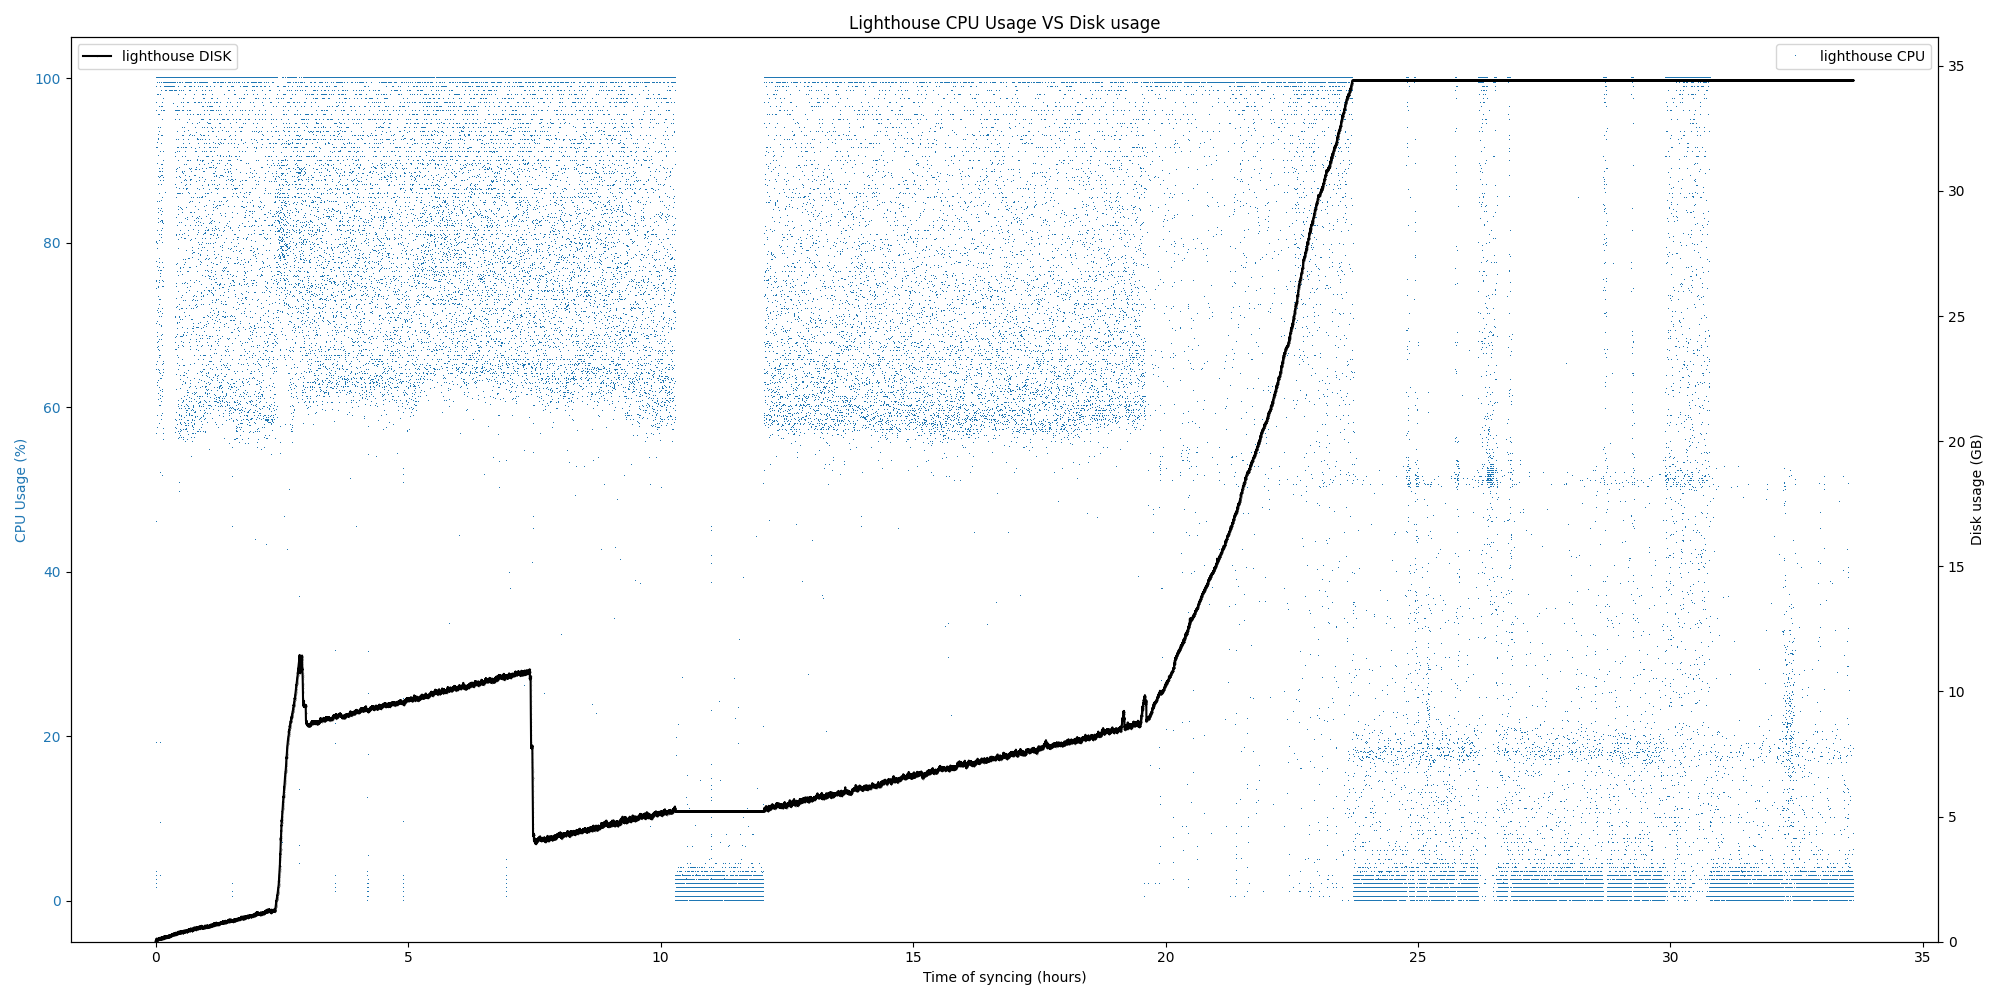 Lighthouse CPU Usage VS Disk usage
lighthouse DISK
lighthouse CPU
100
80
60
40
20
0
CPU Usage (%)
35
30
25
20
15
10
5
0
Disk usage (GB)
0 5 10 15 20 25 30 35
Time of syncing (hours)